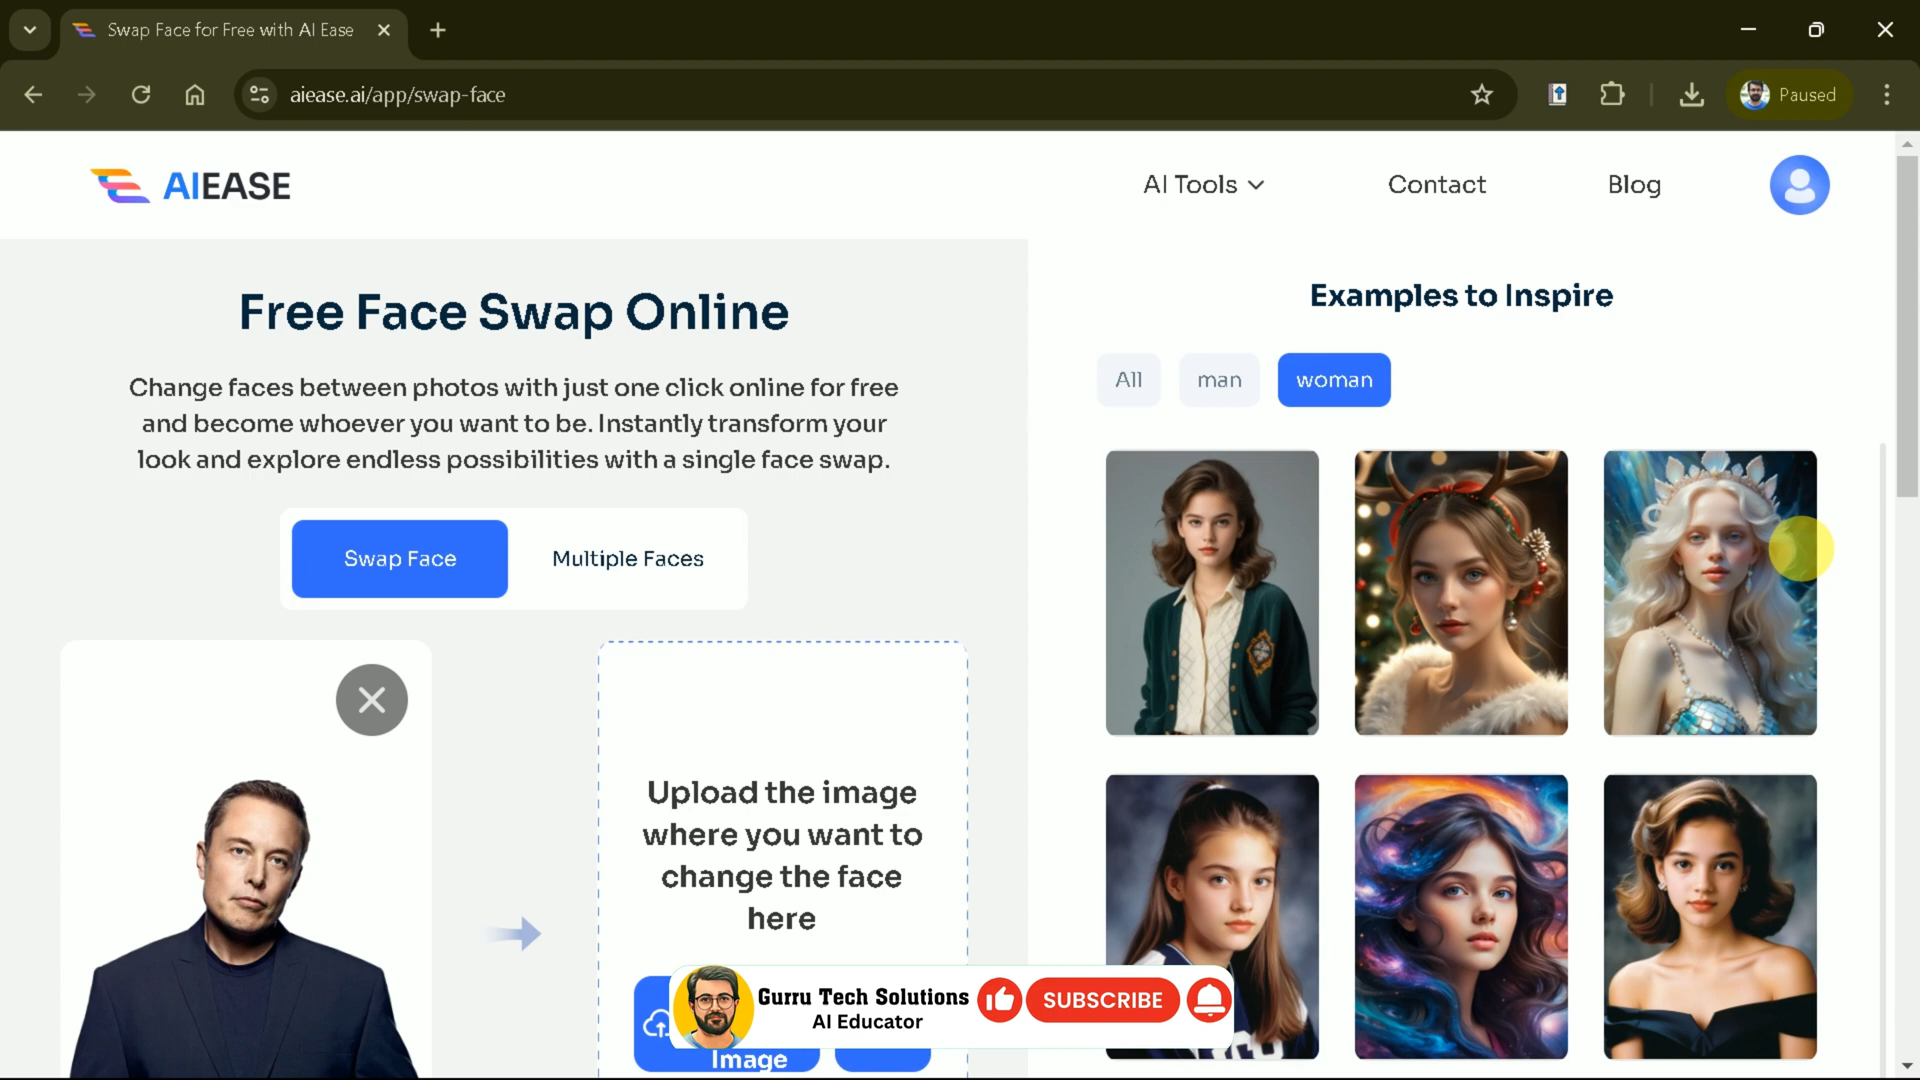 Swap Face for Free with AI Ease
aiease.ai/app/swap-face
Paused
AIEASE
AI Tools
Contact
Blog
Free Face Swap Online
Change faces between photos with just one click online for free
and become whoever you want to be. Instantly transform your
look and explore endless possibilities with a single face swap.
Swap Face
Multiple Faces
Upload the image
where you want to
change the face
here
Image
Examples to Inspire
All
man
woman
Gurru Tech Solutions
AI Educator
SUBSCRIBE